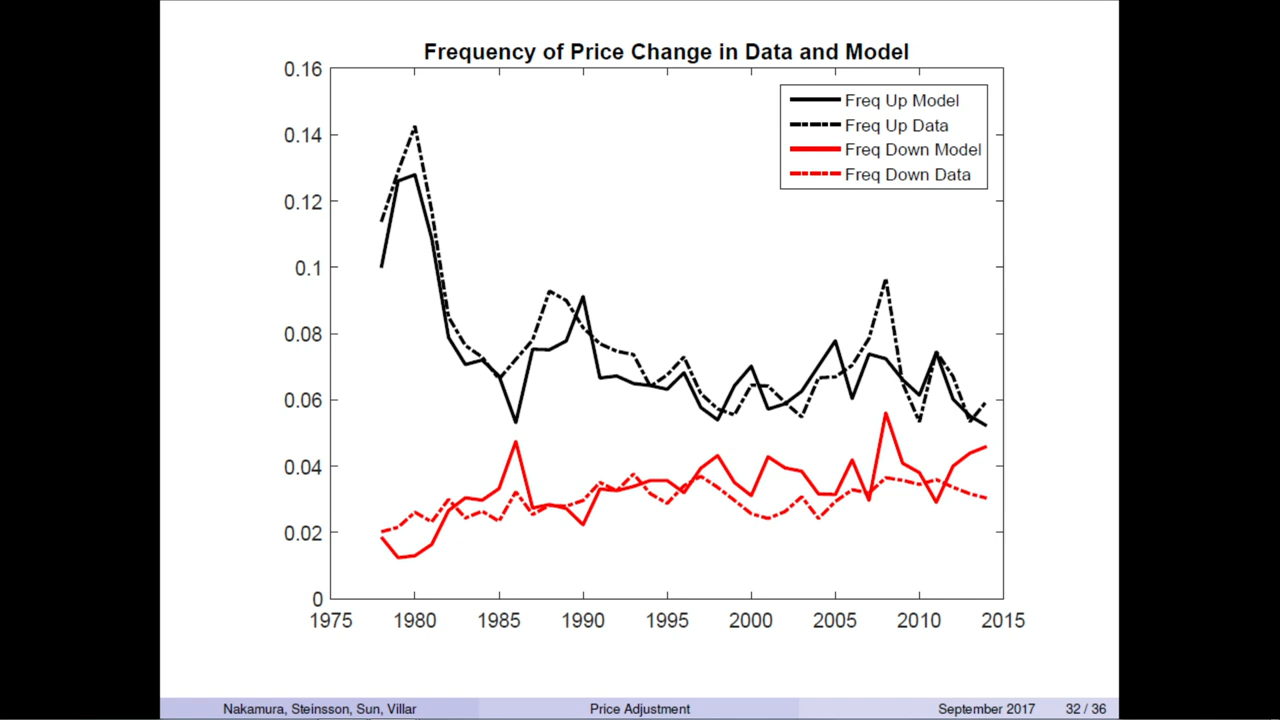 Frequency of Price Change in Data and Model
0.16
0.14
0.12
0.1
0.08
0.06
0.04
0.02
0
1975 1980 1985 1990 1995 2000 2005 2010 2015
Freq Up Model
Freq Up Data
Freq Down Model
Freq Down Data
Nakamura, Steinsson, Sun, Villar Price Adjustment September 2017 32 / 36